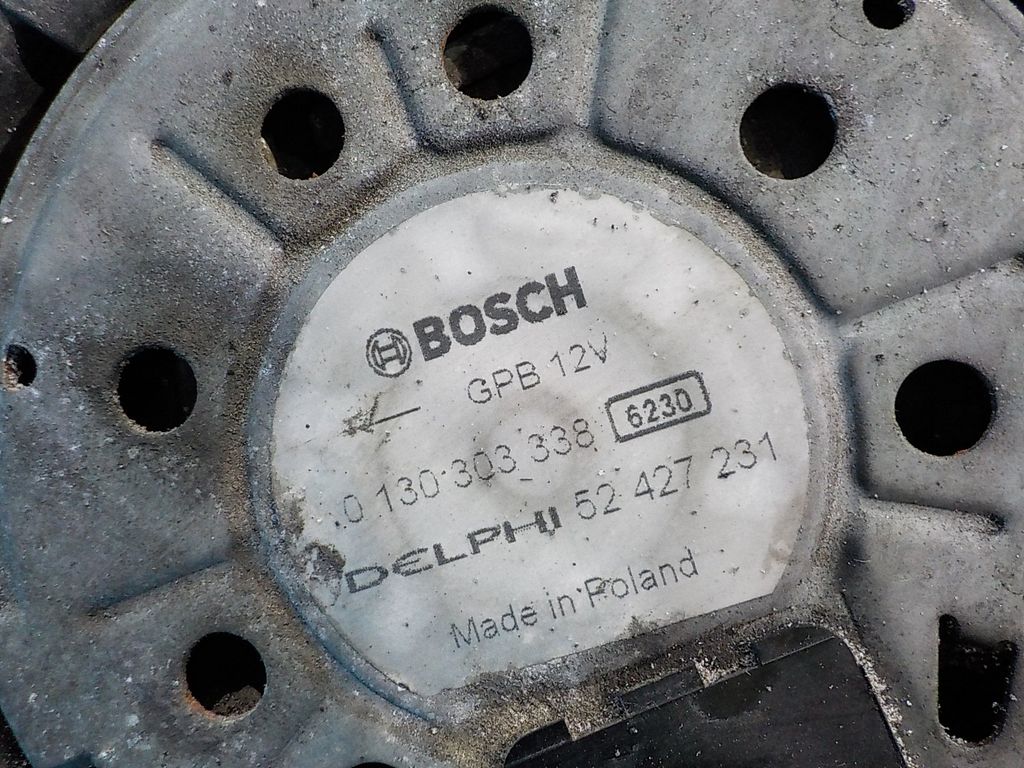 BOSCH
GPB 12V
0 130 303 338 6230
DELPHI 52 427 231
Made in Poland